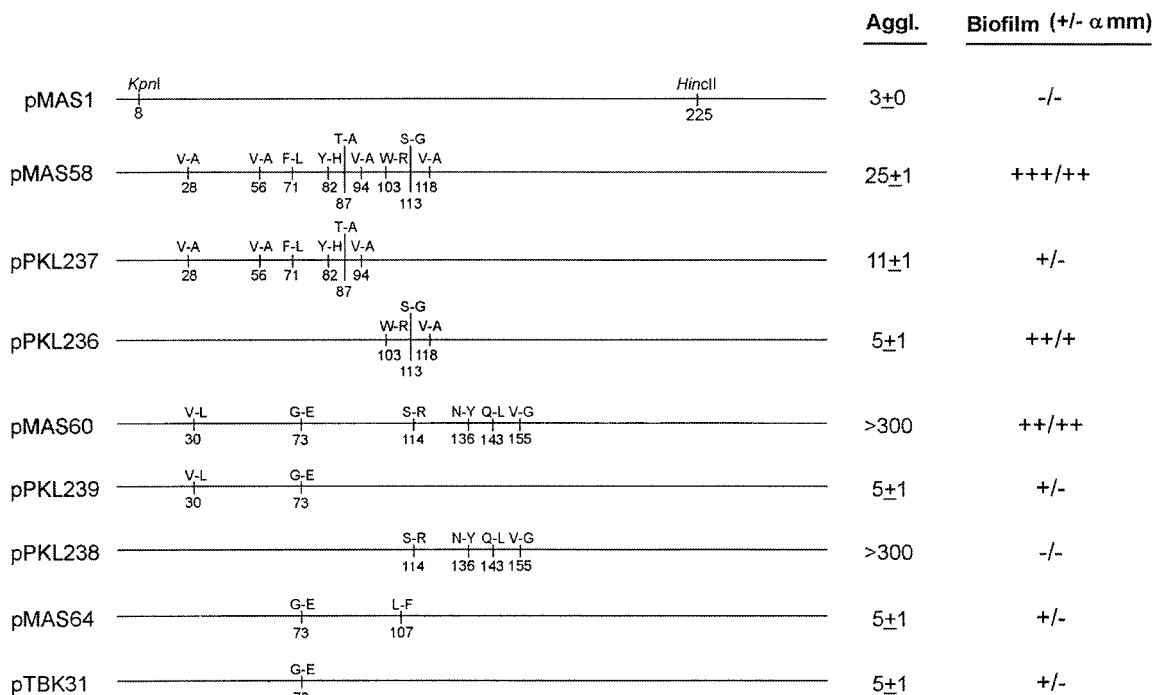 Aggl. Biofilm (+/- α mm)
KpnI HincII
pMAS1 3±0 -/-
8 225
T-A S-G
V-A V-A F-L Y-H V-A W-R V-A
pMAS58 25±1 +++/++
28 56 71 82 94 103 118
87 113
T-A
V-A V-A F-L Y-H V-A
pPKL237 11±1 +/-
28 56 71 82 94
87
S-G
W-R V-A
pPKL236 5±1 ++/+
103 118
113
V-L G-E S-R N-Y Q-L V-G
pMAS60 >300 ++/++
30 73 114 136 143 155
V-L G-E
pPKL239 5±1 +/-
30 73
S-R N-Y Q-L V-G
pPKL238 >300 -/-
114 136 143 155
G-E L-F
pMAS64 5±1 +/-
73 107
G-E
pTBK31 5±1 +/-